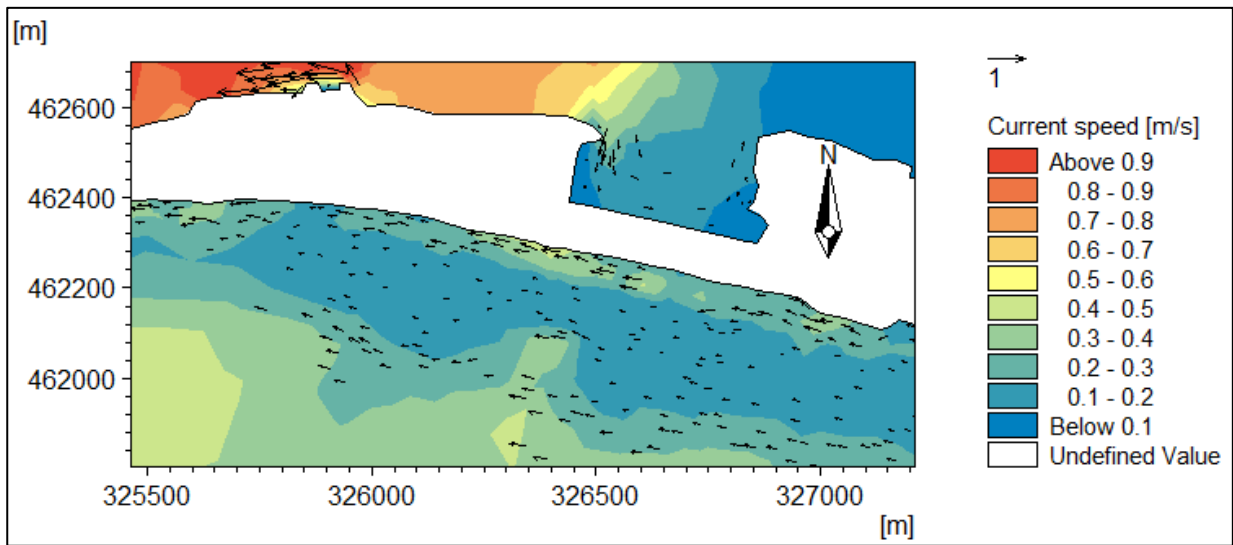 [m]
462600
462400
462200
462000
325500 326000 326500 327000
[m]
N
1
Current speed [m/s]
Above 0.9
0.8 - 0.9
0.7 - 0.8
0.6 - 0.7
0.5 - 0.6
0.4 - 0.5
0.3 - 0.4
0.2 - 0.3
0.1 - 0.2
Below 0.1
Undefined Value